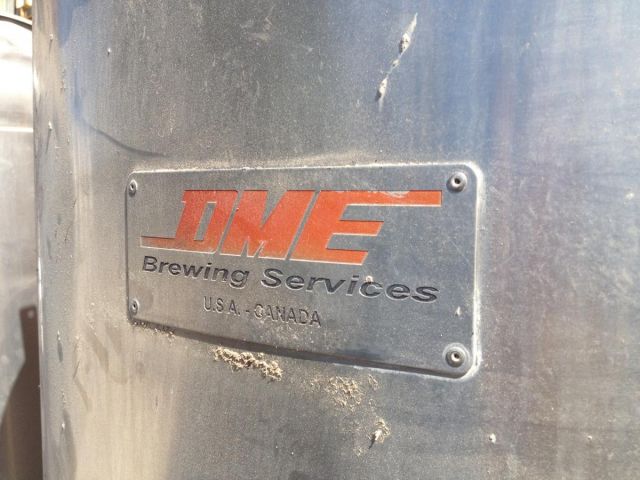 DME
Brewing Services
U.S A. - CANADA